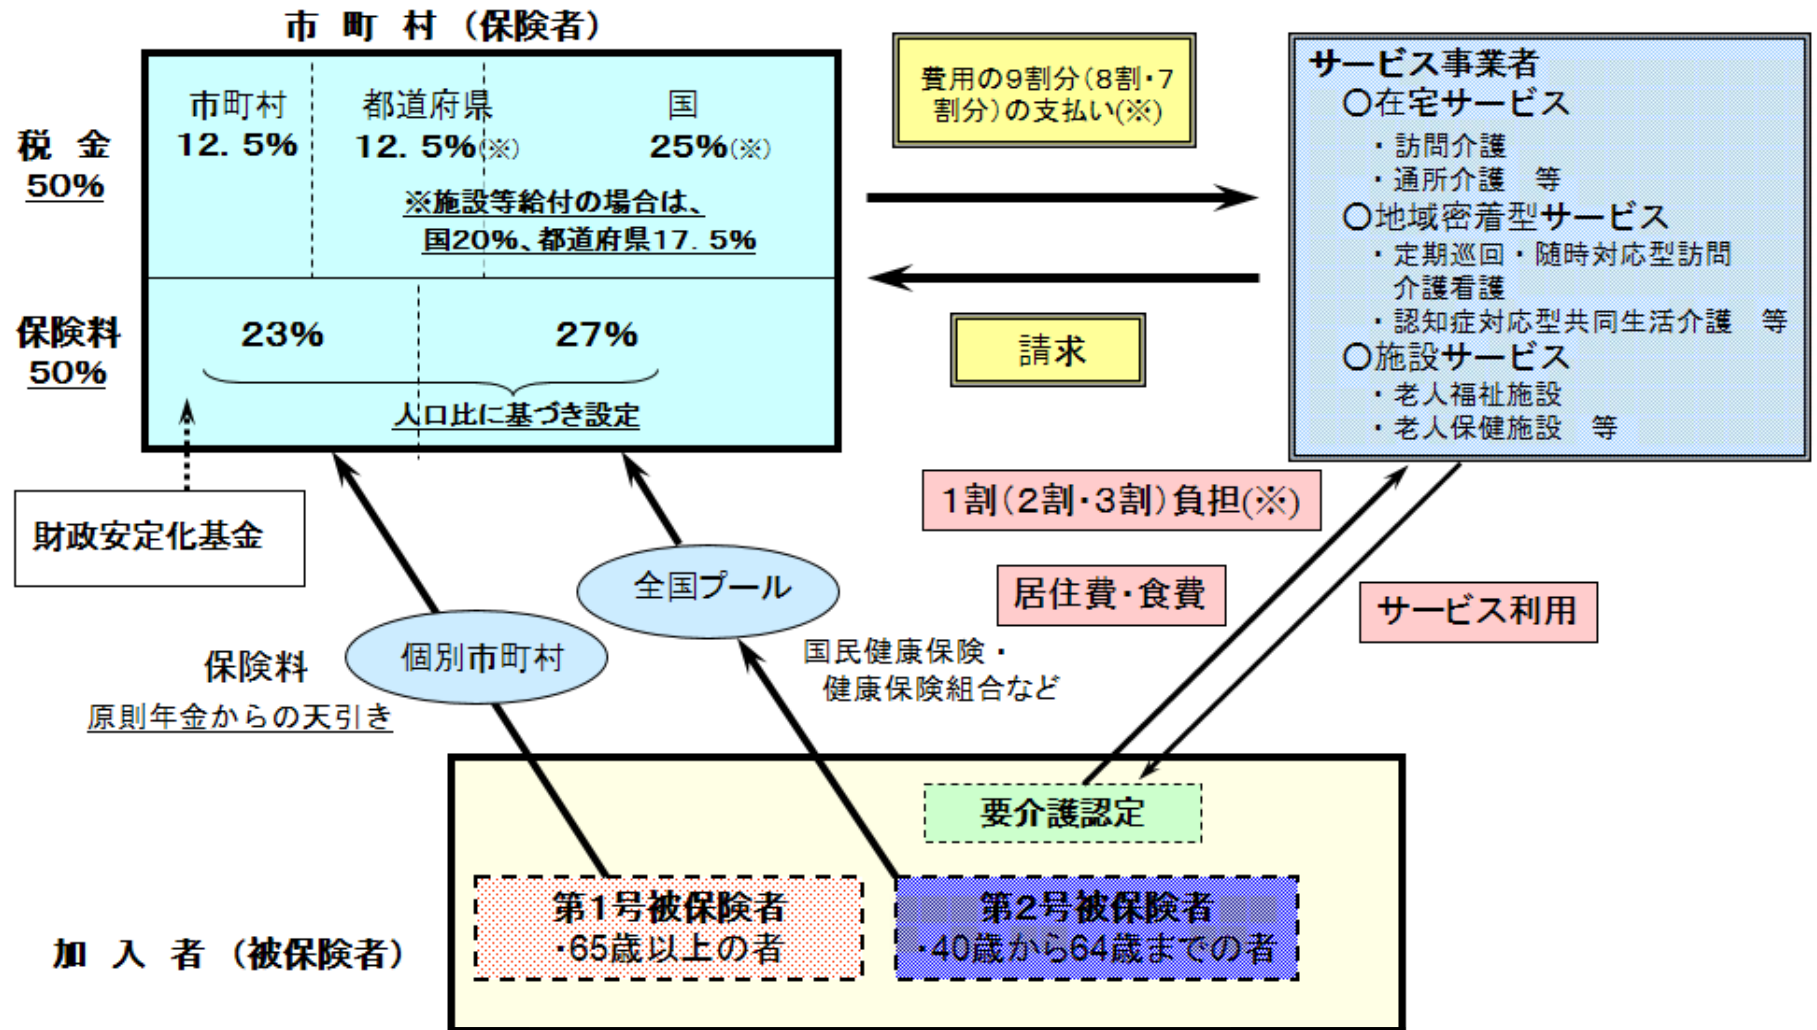 市 町 村 (保険者)
税 金
50%
市町村
12. 5%
都道府県
12. 5%(※)
国
25%(※)
※施設等給付の場合は、
国20%、都道府県17. 5%
保険料
50%
23%
27%
人口比に基づき設定
財政安定化基金
費用の9割分(8割・7
割分)の支払い(※)
請求
サービス事業者
○在宅サービス
・訪問介護
・通所介護 等
○地域密着型サービス
・定期巡回・随時対応型訪問
介護看護
・認知症対応型共同生活介護 等
○施設サービス
・老人福祉施設
・老人保健施設 等
1割(2割・3割)負担(※)
居住費・食費
サービス利用
全国プール
個別市町村
保険料
原則年金からの天引き
国民健康保険・
健康保険組合など
要介護認定
加 入 者 (被保険者)
第1号被保険者
・65歳以上の者
第2号被保険者
・40歳から64歳までの者